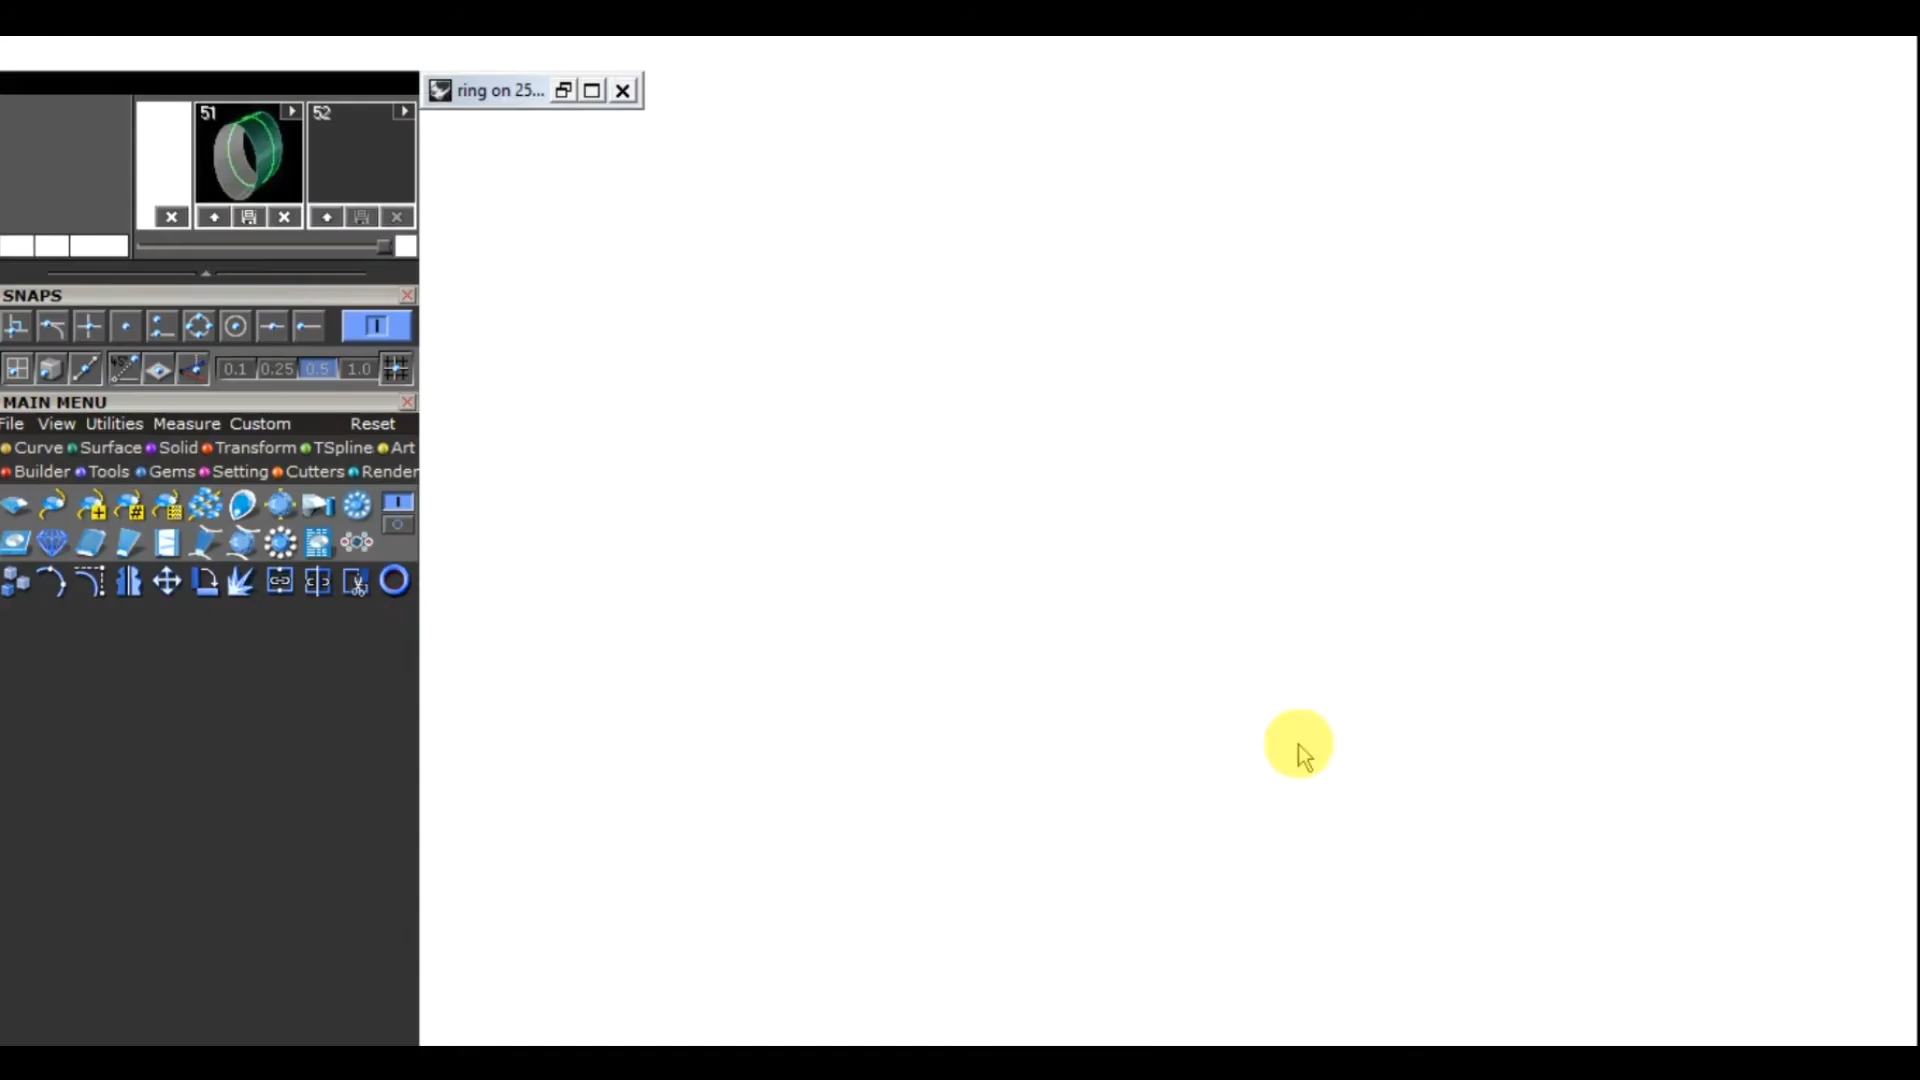 ring on 25...
51 52
SNAPS
0.1 0.25 0.5 1.0
MAIN MENU
File View Utilities Measure Custom Reset
Curve Surface Solid Transform TSpline Art
Builder Tools Gems Setting Cutters Render